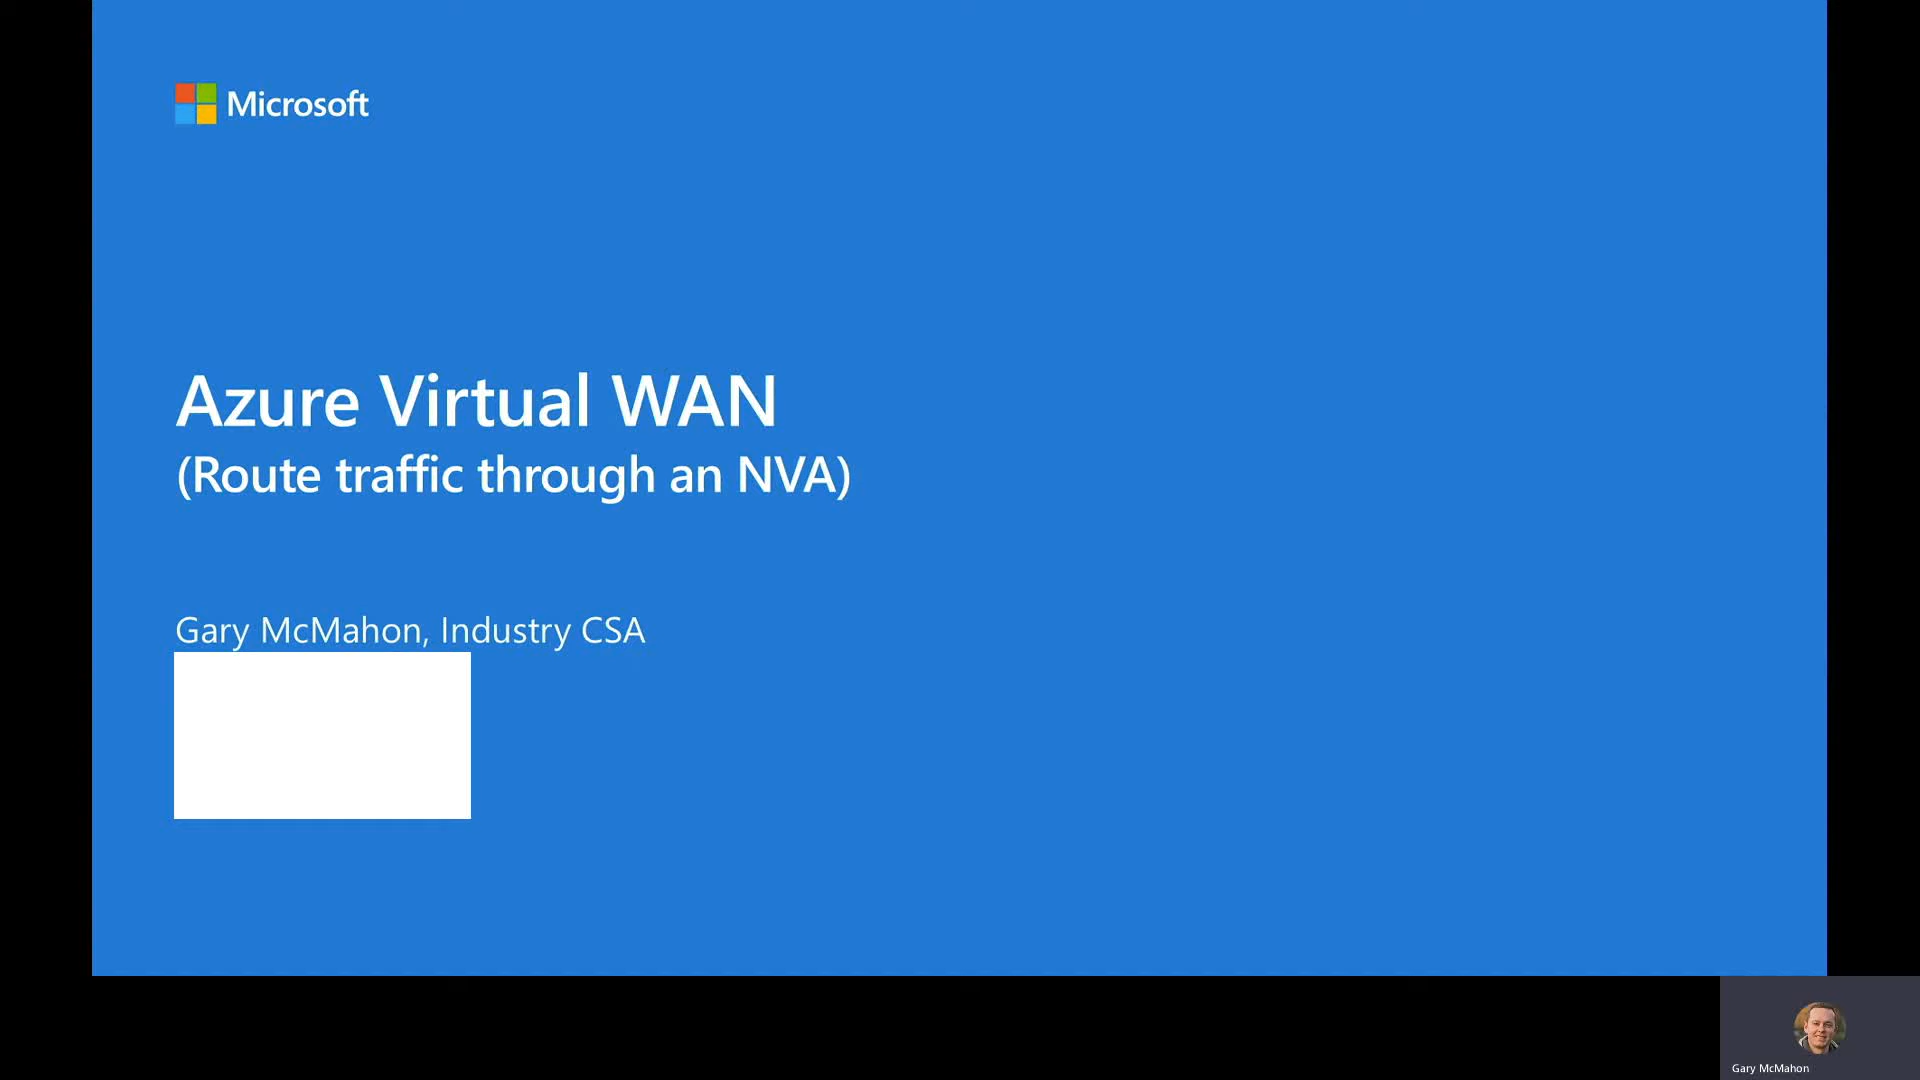 Microsoft
Azure Virtual WAN
(Route traffic through an NVA)
Gary McMahon, Industry CSA
Gary McMahon